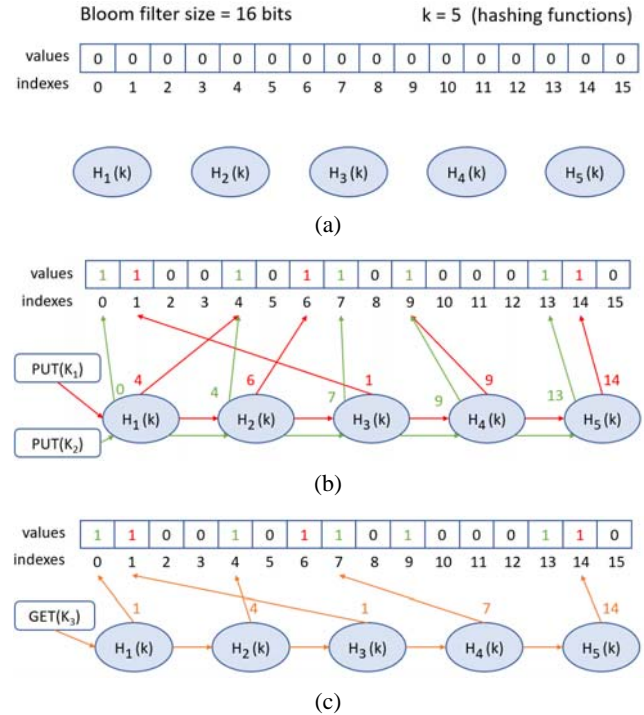 Bloom filter size = 16 bits k = 5 (hashing functions)
values 0 0 0 0 0 0 0 0 0 0 0 0 0 0 0 0
indexes 0 1 2 3 4 5 6 7 8 9 10 11 12 13 14 15
H1(k) H2(k) H3(k) H4(k) H5(k)
(a)
values 1 1 0 0 1 0 1 1 0 1 0 0 0 1 1 0
indexes 0 1 2 3 4 5 6 7 8 9 10 11 12 13 14 15
PUT(K1) 0 4 4 6 7 1 9 9 13 14
H1(k) H2(k) H3(k) H4(k) H5(k)
PUT(K2)
(b)
values 1 1 0 0 1 0 1 1 0 1 0 0 0 1 1 0
indexes 0 1 2 3 4 5 6 7 8 9 10 11 12 13 14 15
1 4 1 7 14
GET(K3)
H1(k) H2(k) H3(k) H4(k) H5(k)
(c)